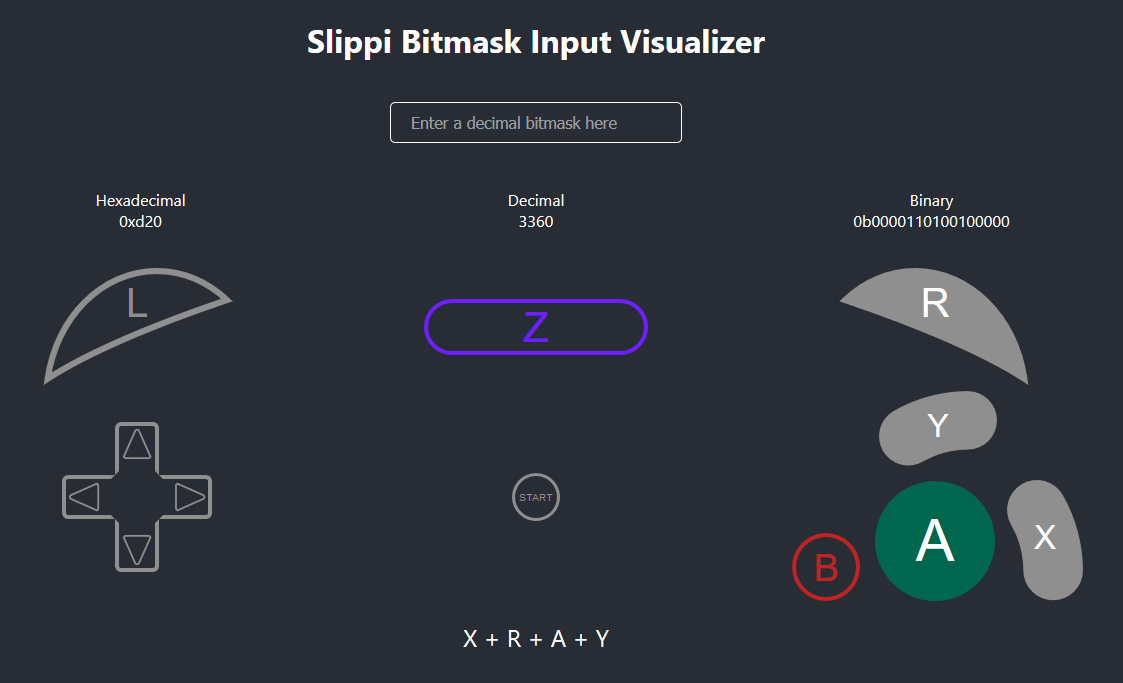 Slippi Bitmask Input Visualizer
Enter a decimal bitmask here
Hexadecimal
0xd20
Decimal
3360
Binary
0b0000110100100000
L
Z
R
Y
START
A
X
B
X + R + A + Y